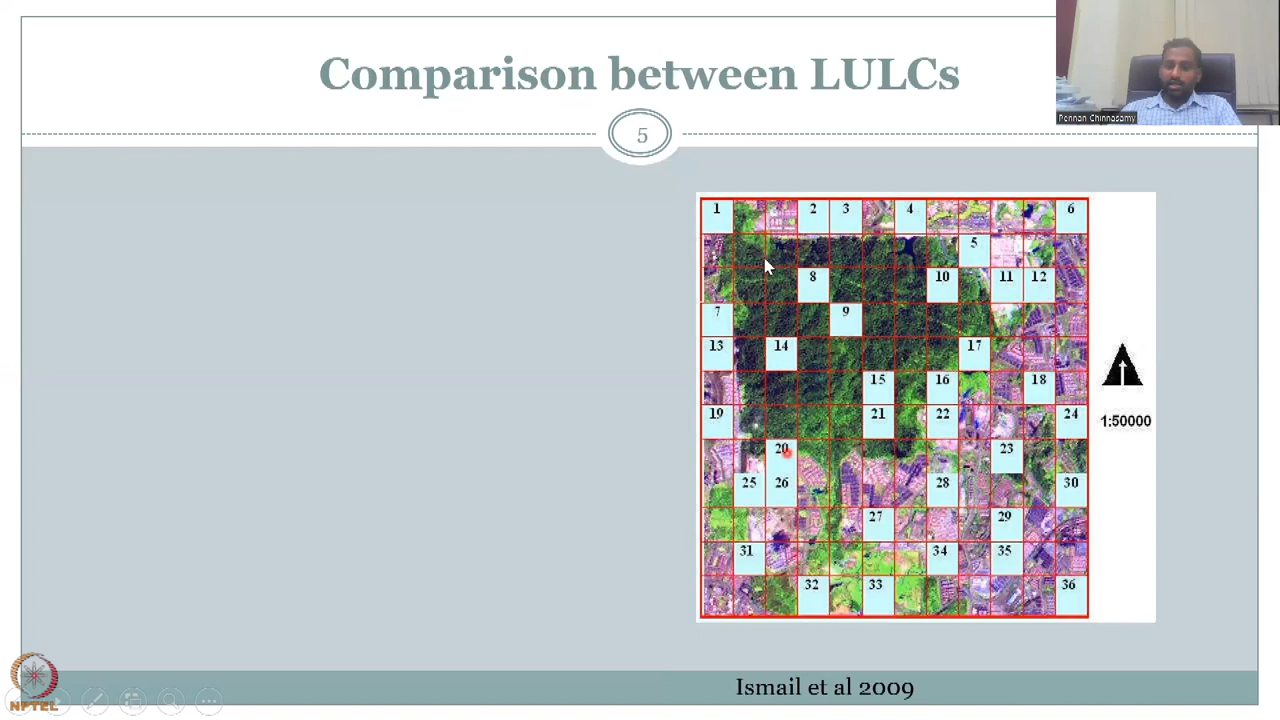 Comparison between LULCs
Pennan Chinnasamy
5
1 2 3 4 6
5
8 10 11 12
7 9
13 14 17
15 16 18
19 21 22 24
20 23
25 26 28 30
27 29
31 34 35
32 33 36
1:50000
Ismail et al 2009
NPTEL